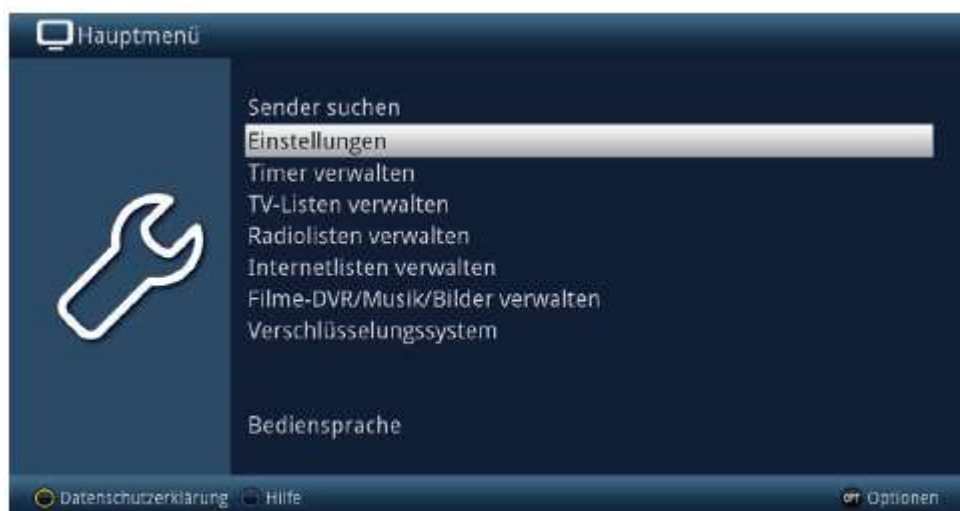 Hauptmenü
Sender suchen
Einstellungen
Timer verwalten
TV-Listen verwalten
Radiolisten verwalten
Internetlisten verwalten
Filme-DVR/Musik/Bilder verwalten
Verschlüsselungssystem
Bediensprache
Datenschutzerklärung Hilfe OPT Optionen